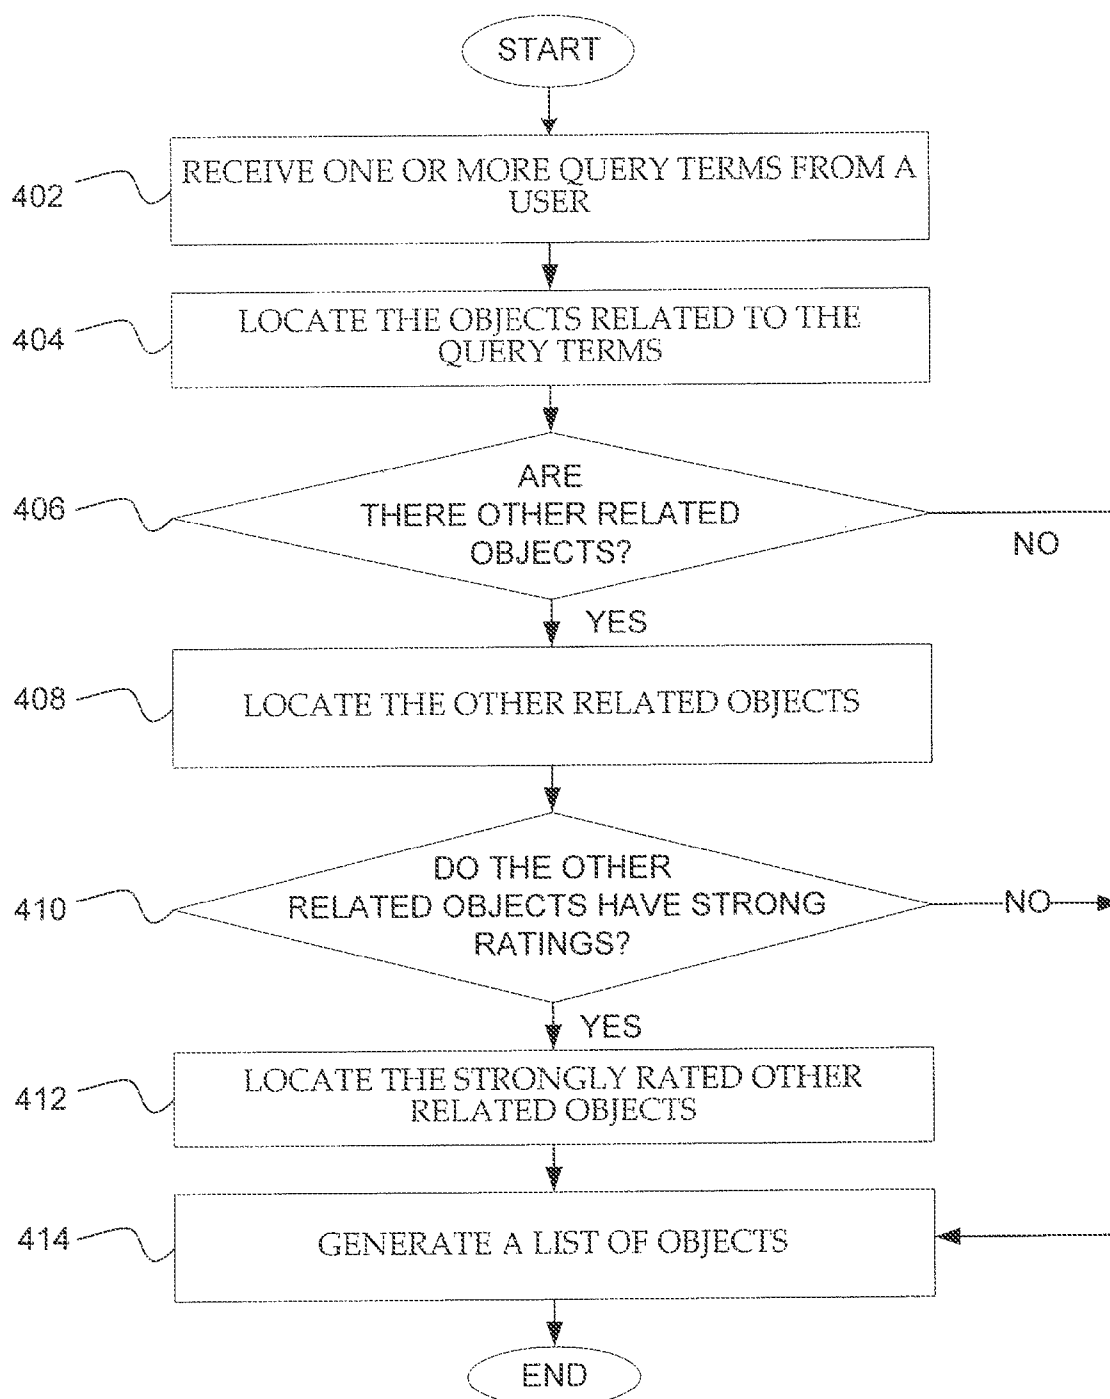 START
402
RECEIVE ONE OR MORE QUERY TERMS FROM A
USER
404
LOCATE THE OBJECTS RELATED TO THE
QUERY TERMS
406
ARE
THERE OTHER RELATED
OBJECTS?
NO
YES
408
LOCATE THE OTHER RELATED OBJECTS
410
DO THE OTHER
RELATED OBJECTS HAVE STRONG
RATINGS?
NO
YES
412
LOCATE THE STRONGLY RATED OTHER
RELATED OBJECTS
414
GENERATE A LIST OF OBJECTS
END